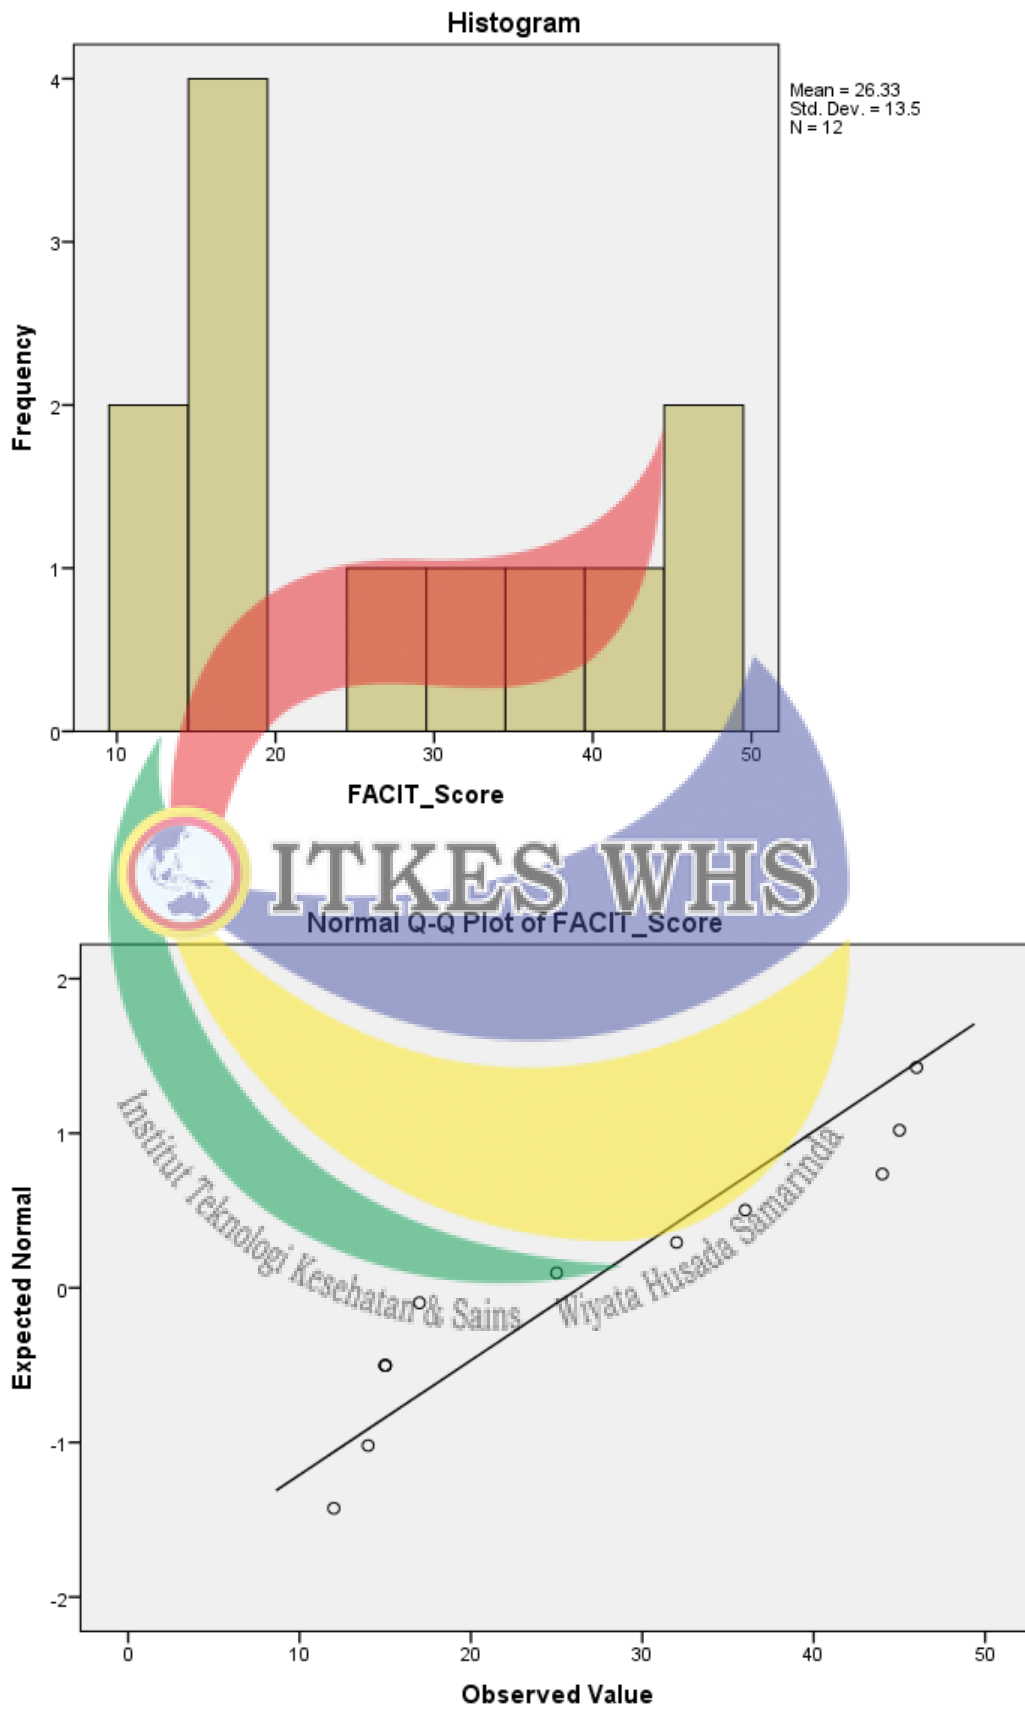 Histogram
Mean = 26.33
Std. Dev. = 13.5
N = 12
Frequency
4
3
2
1
0
10 20 30 40 50
FACIT_Score
ITKES WHS
Normal Q-Q Plot of FACIT_Score
Expected Normal
2
1
0
-1
-2
Institut Teknologi Kesehatan & Sains Wiyata Husada Samarinda
0 10 20 30 40 50
Observed Value